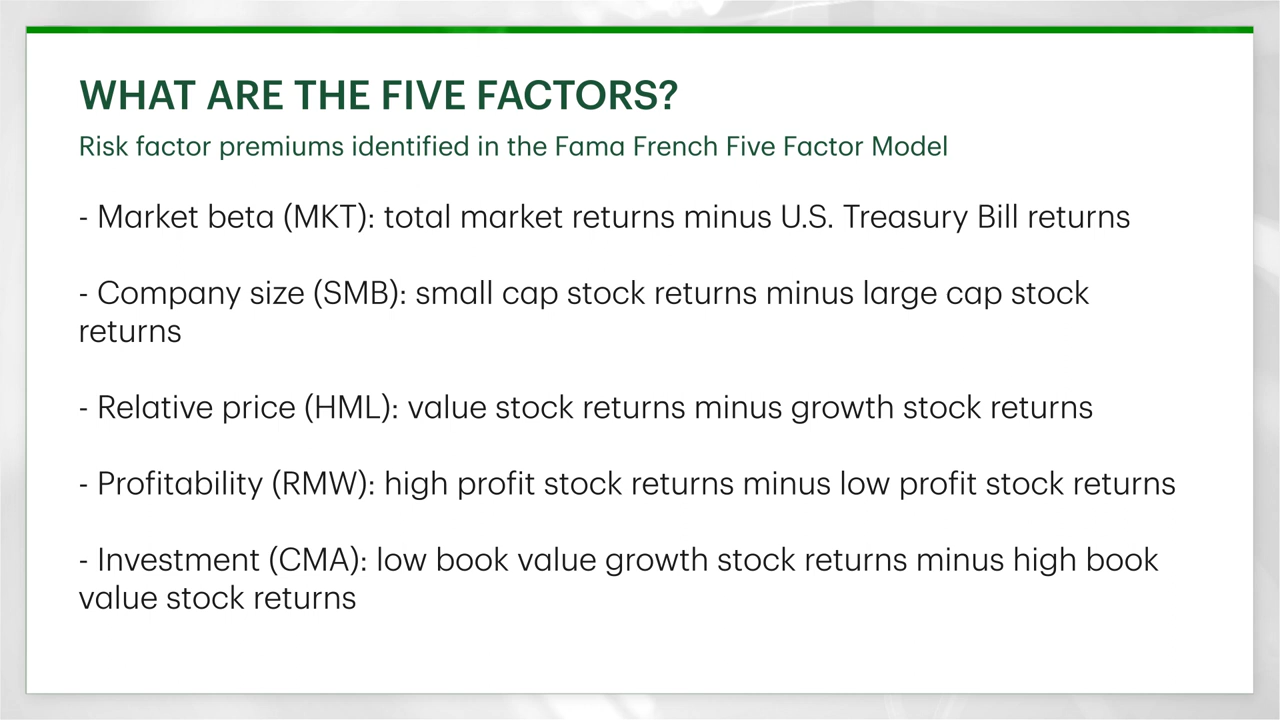 WHAT ARE THE FIVE FACTORS?
Risk factor premiums identified in the Fama French Five Factor Model
- Market beta (MKT): total market returns minus U.S. Treasury Bill returns
- Company size (SMB): small cap stock returns minus large cap stock
returns
- Relative price (HML): value stock returns minus growth stock returns
- Profitability (RMW): high profit stock returns minus low profit stock returns
- Investment (CMA): low book value growth stock returns minus high book
value stock returns